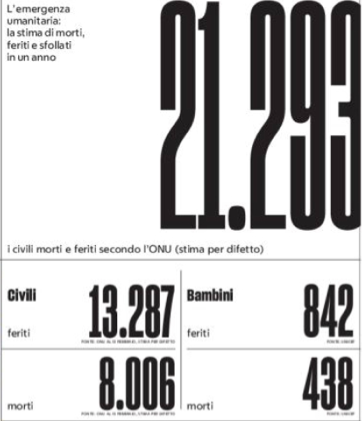 L'emergenza
umanitaria:
la stima di morti,
feriti e sfollati
in un anno
21.293
i civili morti e feriti secondo l'ONU (stima per difetto)
Civili
feriti
13.287
Bambini
feriti
842
morti
8.006
morti
438